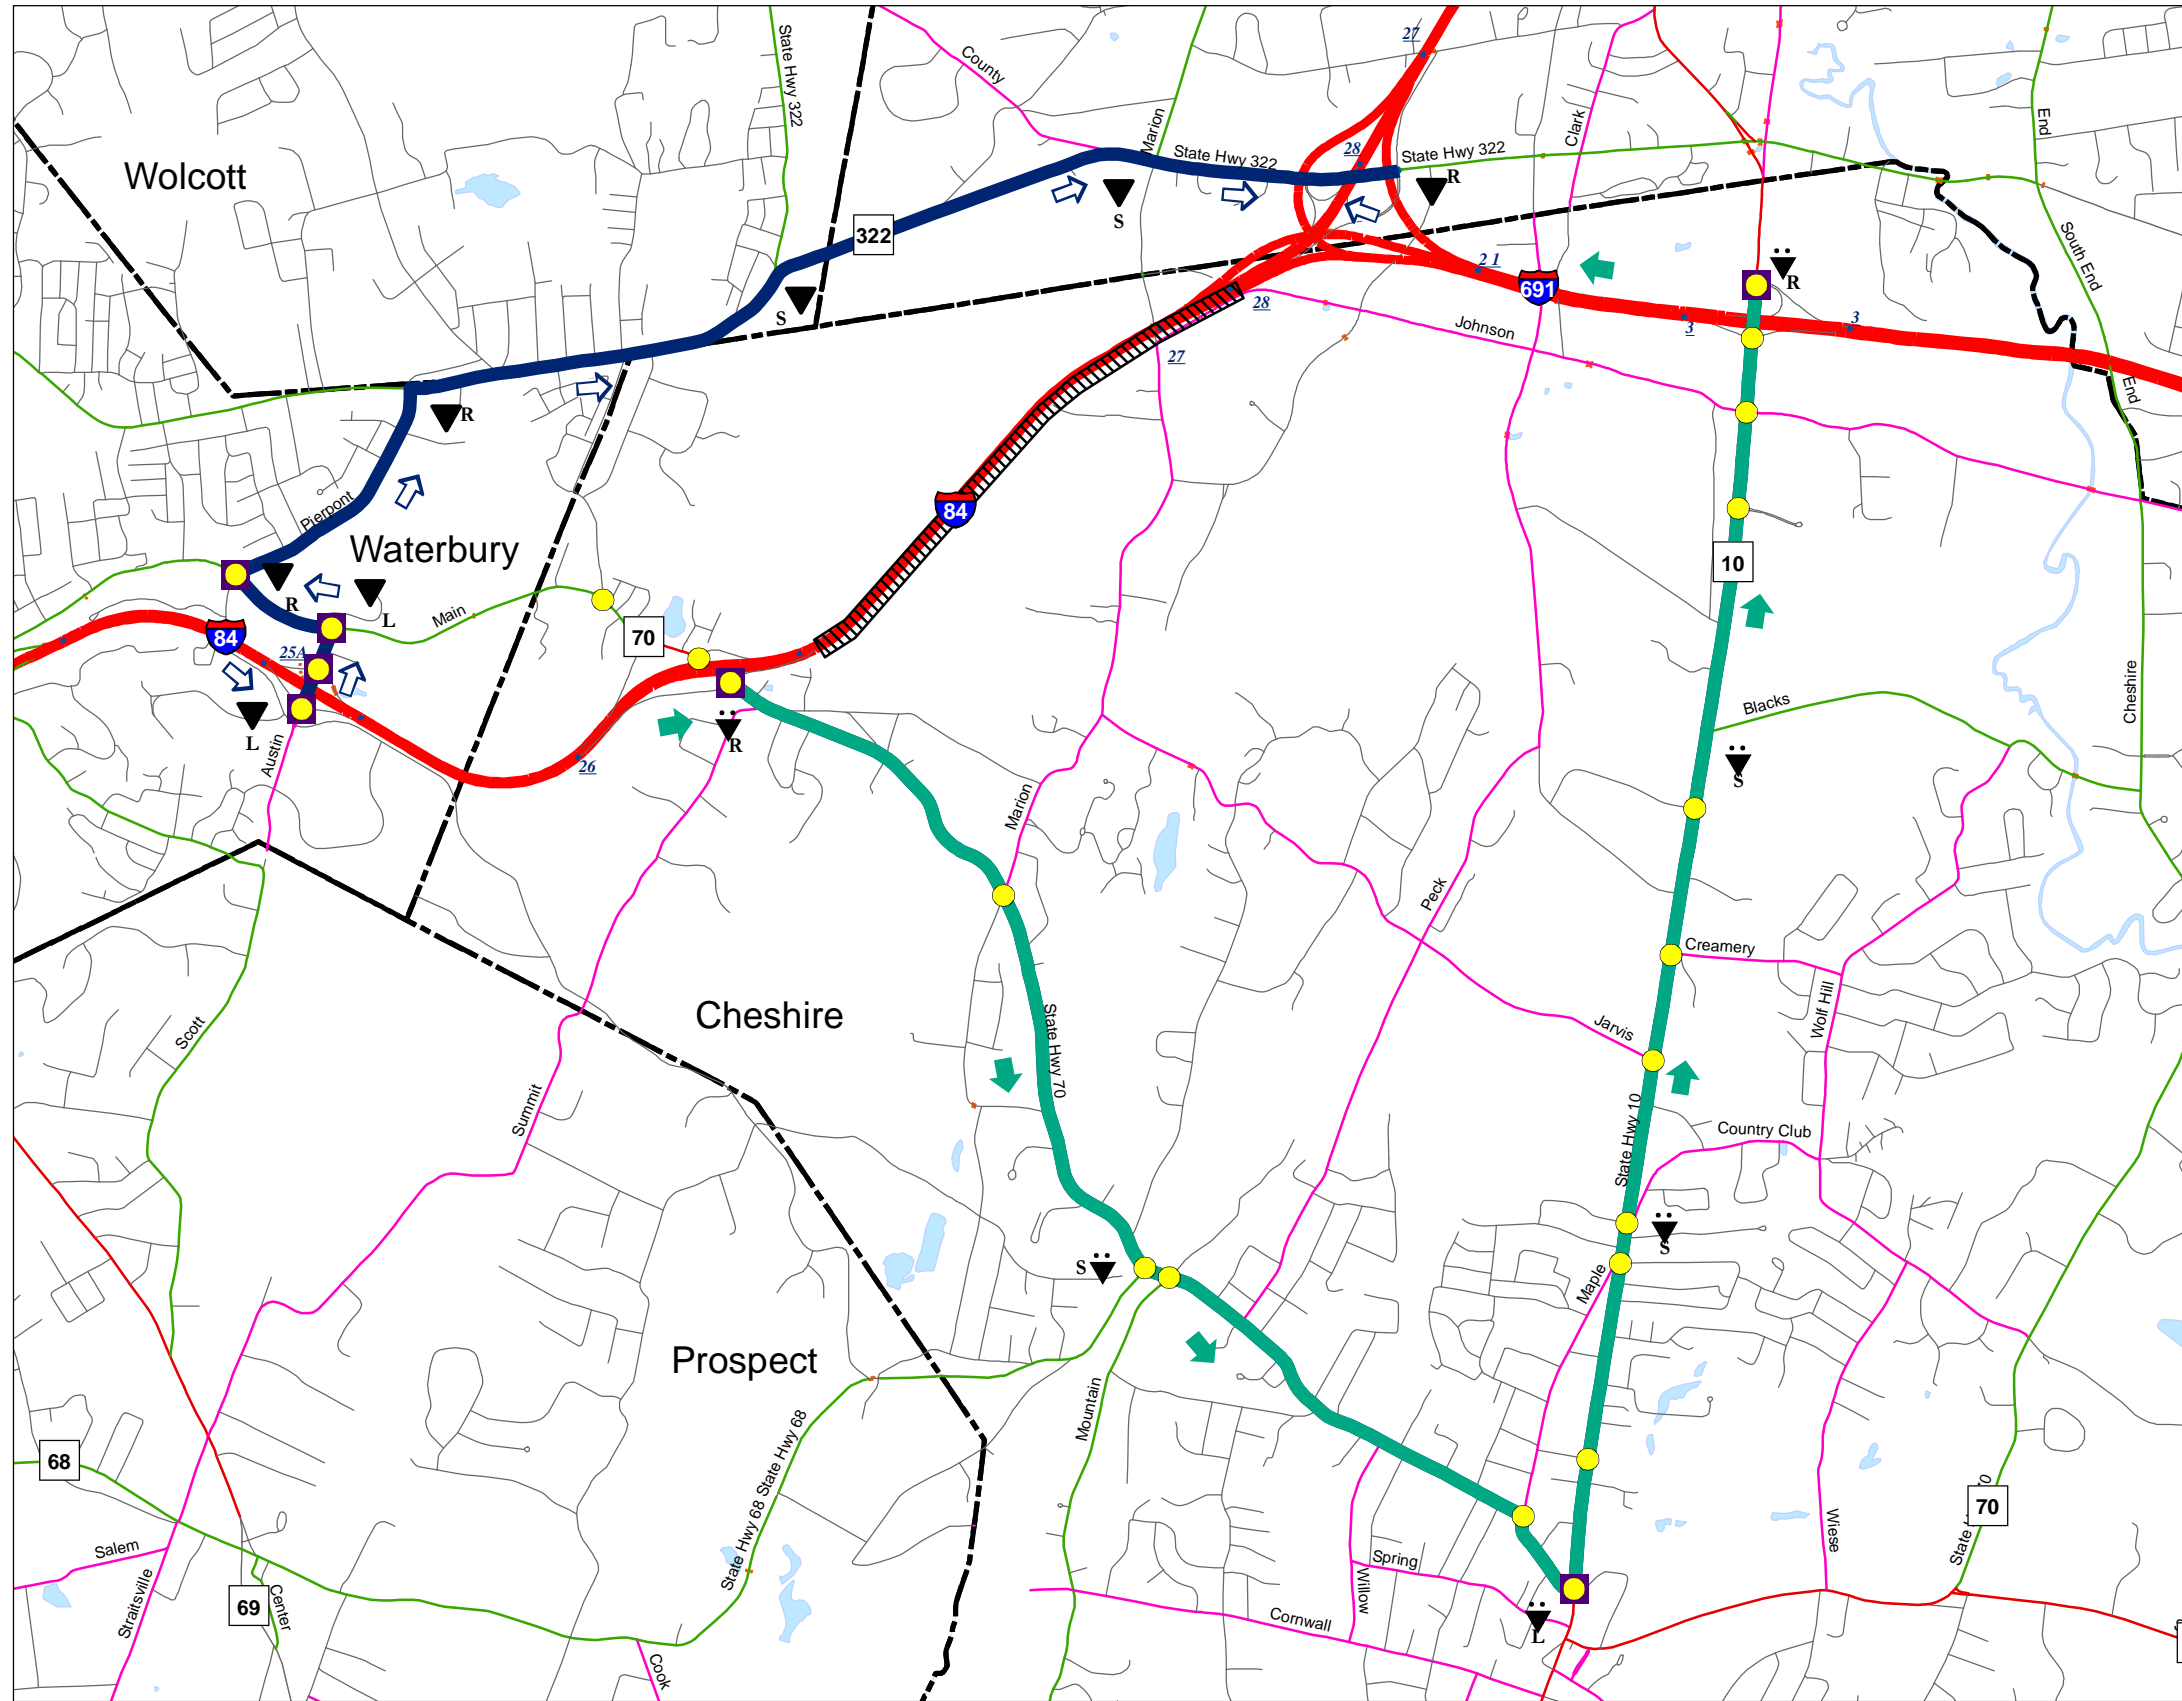 27
County
State Hwy 322
Marion
Clark
End
28
State Hwy 322
State Hwy 322
Wolcott
R
S
322
South End
2 1
691
R
28
S
Johnson
3
3
27
End
R
84
Pierpont
Waterbury
10
R
L
Main
84
70
25A
Cheshire
Blacks
L
Austin
R
26
S
Marion
Peck
Creamery
Wolf Hill
Cheshire
State Hwy 70
Jarvis
Scott
Summit
State Hwy 10
Country Club
S
S
Maple
Prospect
Mountain
State Hwy 68 State Hwy 68
68
70
State
Wiese
Salem
Spring
Willow
Straitsville
69
Center
Cornwall
L
Cook